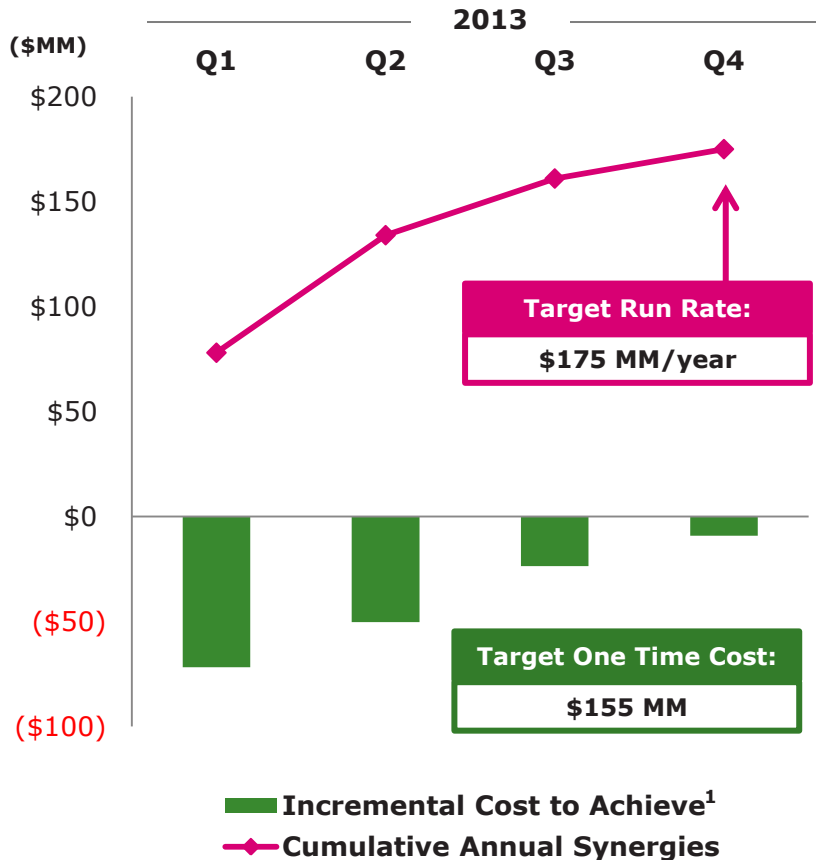 2013
($MM)
Q1 Q2 Q3 Q4
$200
$150
$100
Target Run Rate:
$175 MM/year
$50
$0
($50)
Target One Time Cost:
$155 MM
($100)
Incremental Cost to Achieve¹
Cumulative Annual Synergies